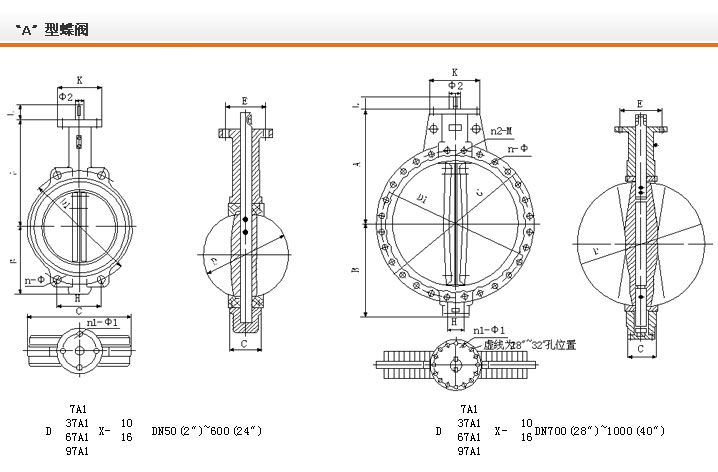 “A”型蝶阀
K
Φ2
L
E
D1
B
n-Φ
H
C
n1-Φ1
C
K
Φ2
L
A
n2-M
n-Φ
D1
G
B
H
n1-Φ1
虚线为28"~32"孔位置
E
C
7A1
D 37A1 X- 10
67A1 16 DN50(2″)~600(24″)
97A1
7A1
D 37A1 X- 10
67A1 16 DN700(28″)~1000(40″)
97A1